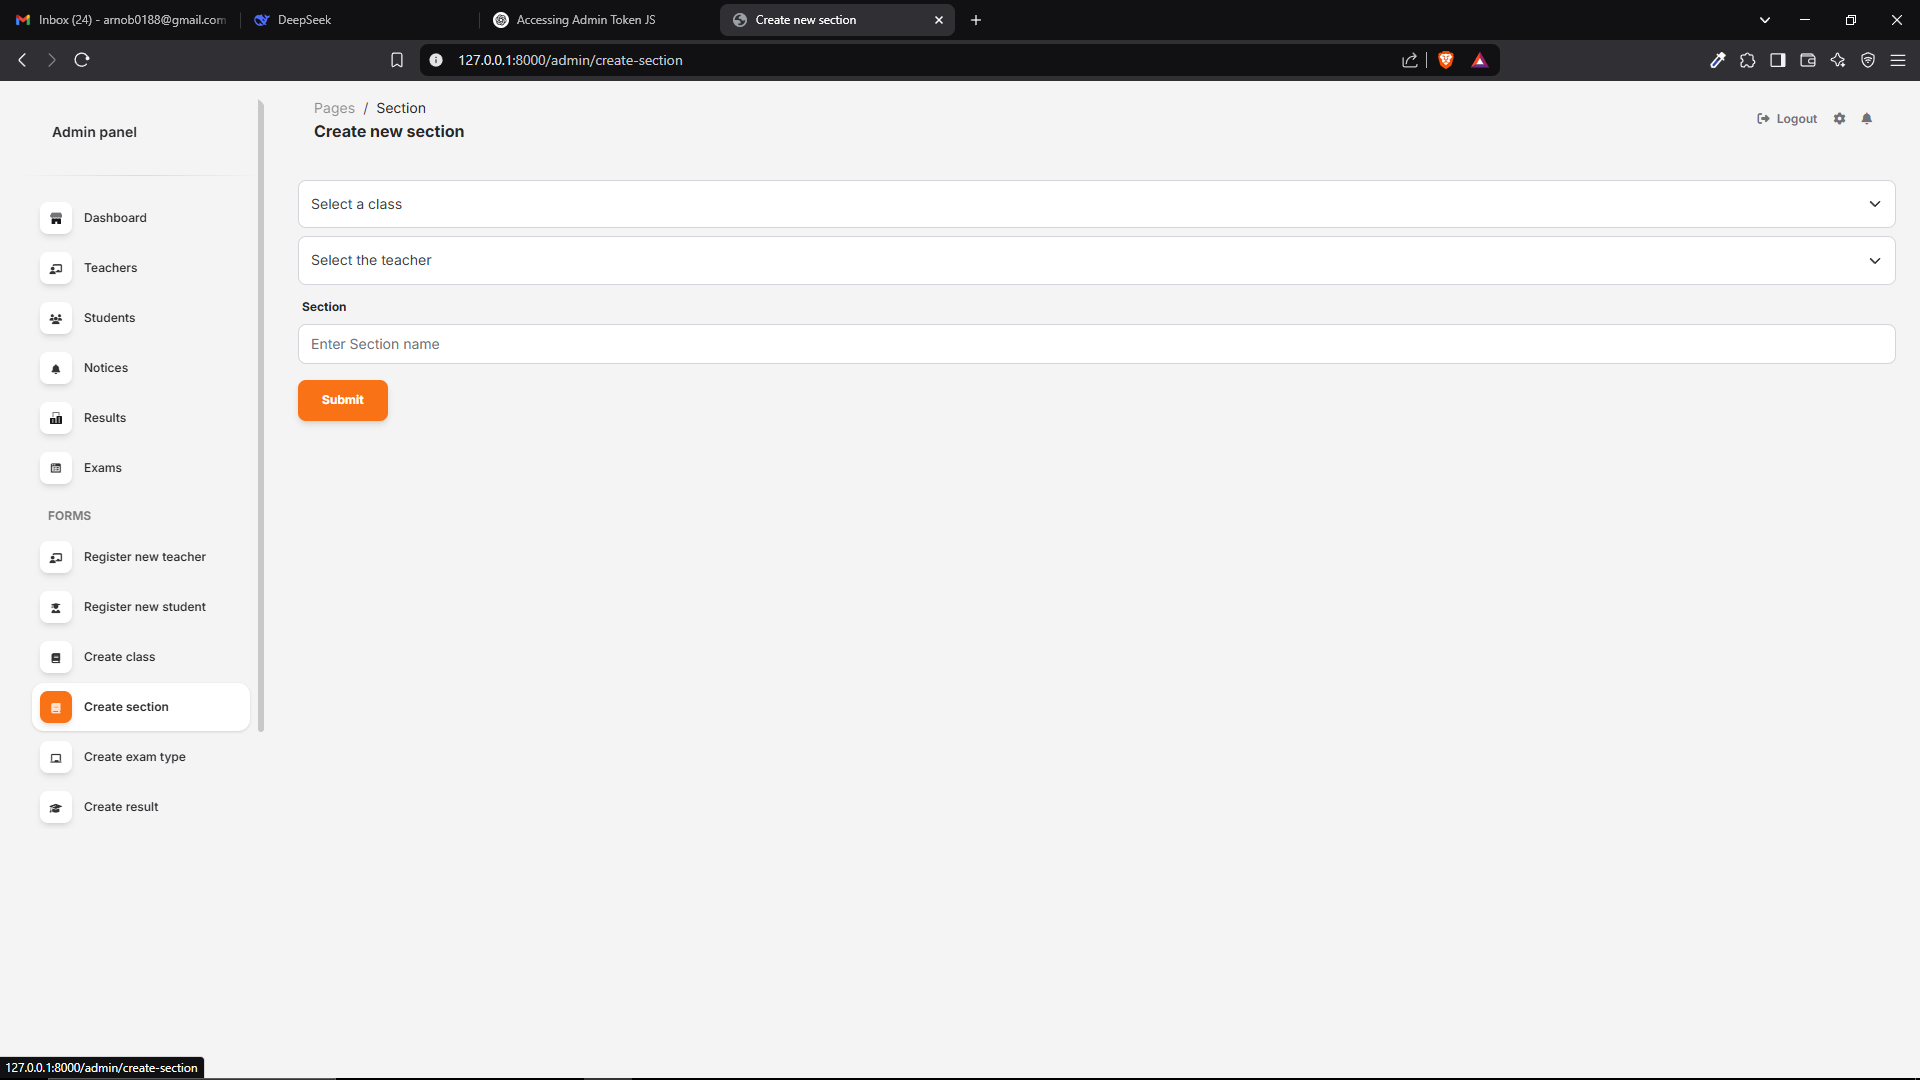 Inbox (24) - arnob0188@gmail.com
DeepSeek
Accessing Admin Token JS
Create new section
127.0.0.1:8000/admin/create-section
Admin panel
Pages / Section
Create new section
Logout
Dashboard
Teachers
Students
Notices
Results
Exams
FORMS
Register new teacher
Register new student
Create class
Create section
Create exam type
Create result
Select a class
Select the teacher
Section
Enter Section name
Submit
127.0.0.1:8000/admin/create-section